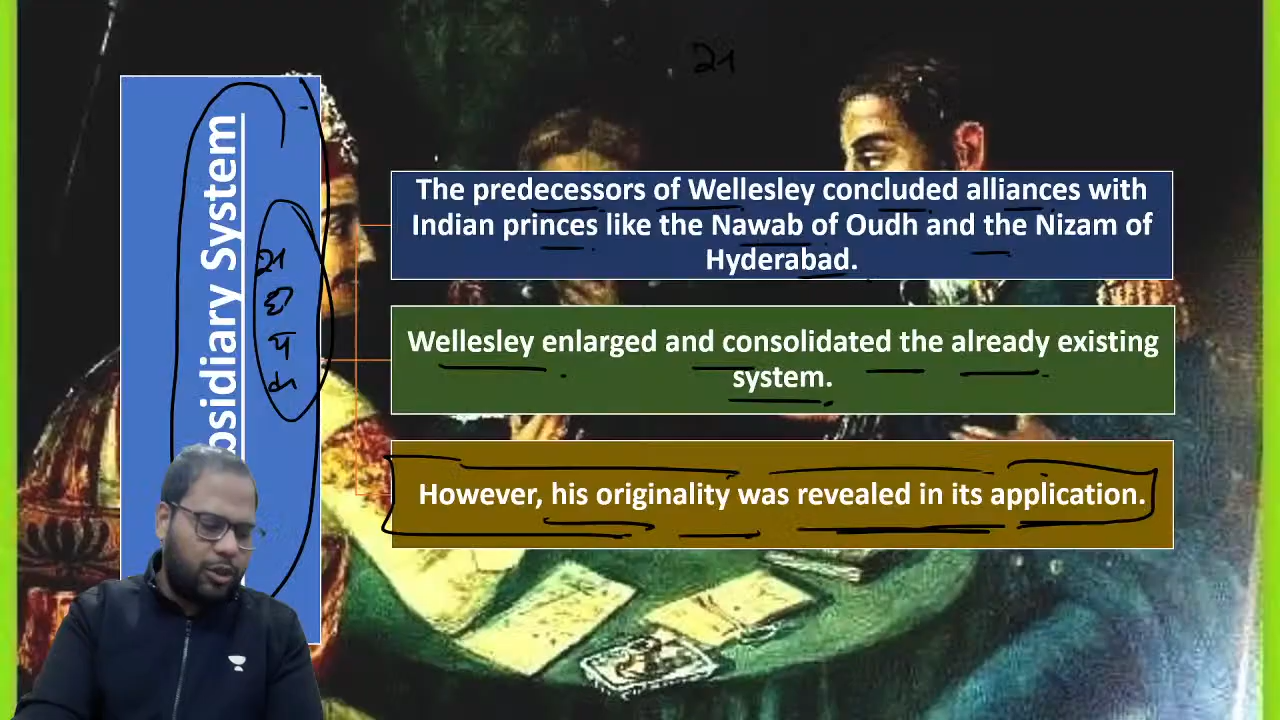 bsidiary System
The predecessors of Wellesley concluded alliances with
Indian princes like the Nawab of Oudh and the Nizam of
Hyderabad.
Wellesley enlarged and consolidated the already existing
system.
However, his originality was revealed in its application.